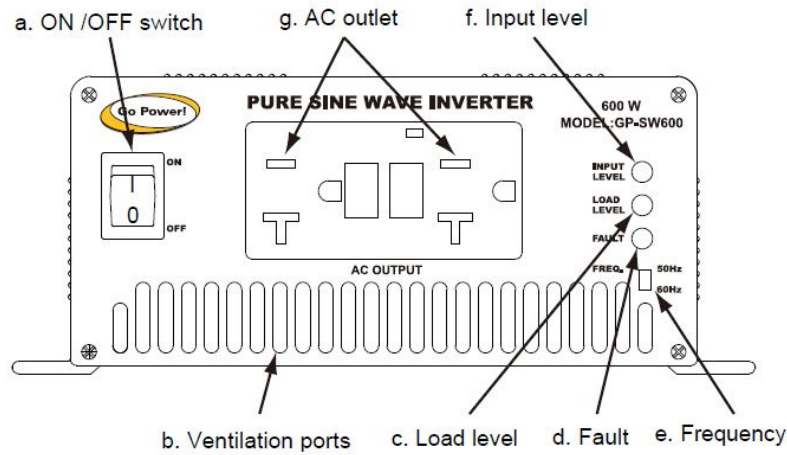 a. ON /OFF switch
g. AC outlet
f. Input level
Go Power!
PURE SINE WAVE INVERTER
600 W
MODEL:GP-SW600
ON
0
OFF
INPUT
LEVEL
LOAD
LEVEL
FAULT
AC OUTPUT
FREQ.
50Hz
60Hz
b. Ventilation ports
c. Load level
d. Fault
e. Frequency